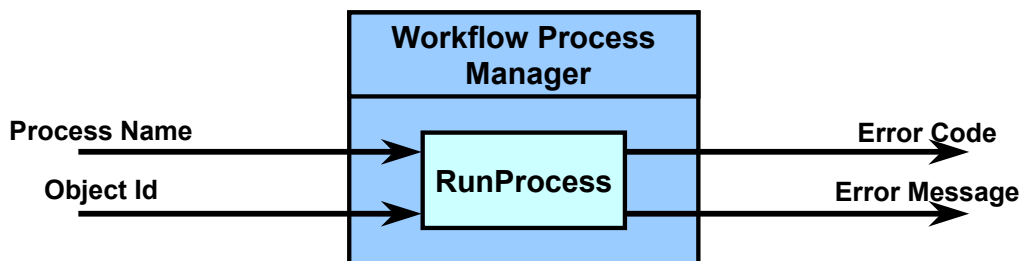 Workflow Process
Manager
Process Name
Error Code
RunProcess
Object Id
Error Message